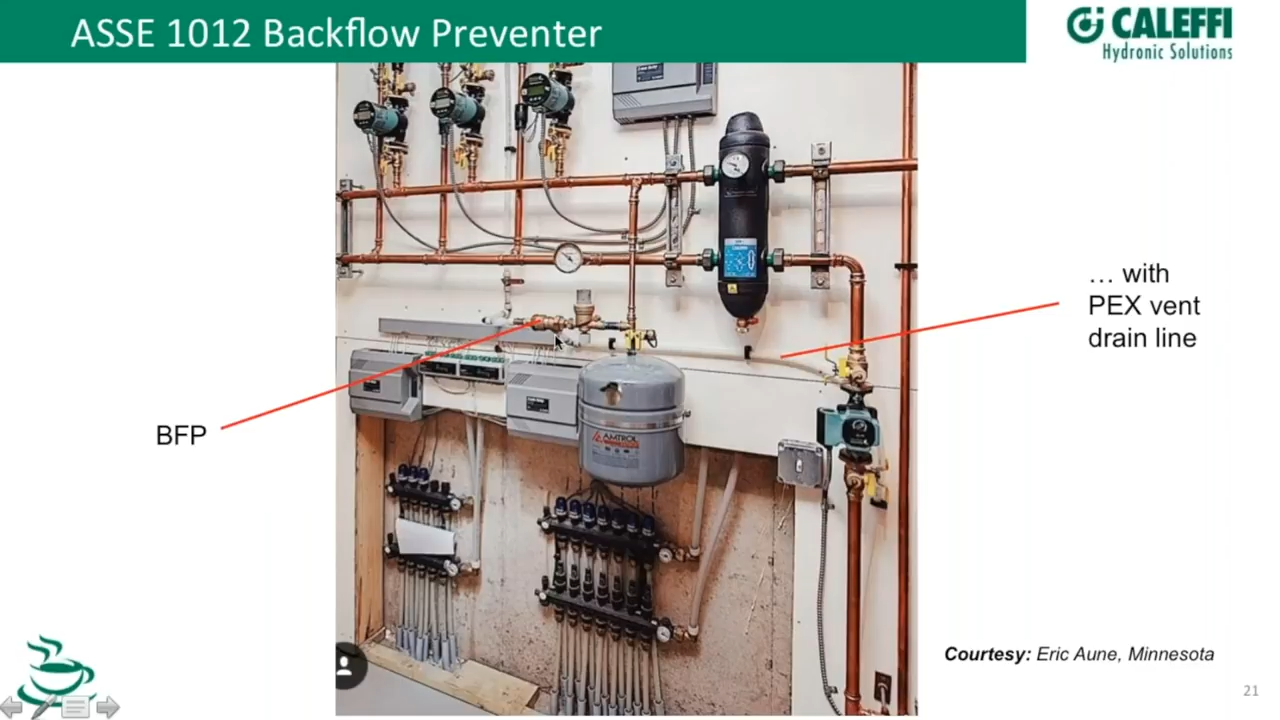 ASSE 1012 Backflow Preventer
CALEFFI
Hydronic Solutions
… with
PEX vent
drain line
BFP
AMTROL
CALEFFI
Courtesy: Eric Aune, Minnesota
21